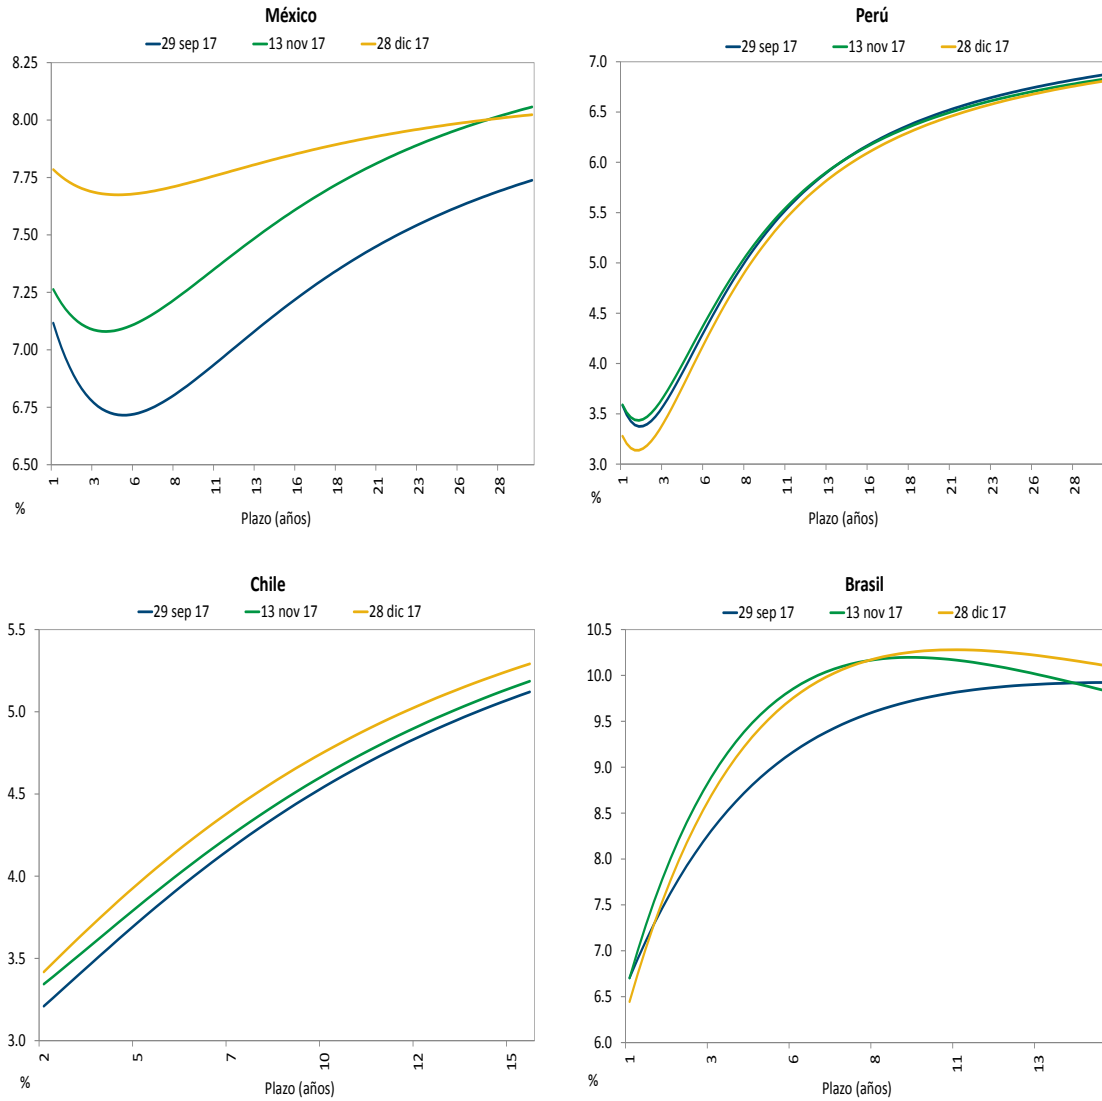 México
29 sep 17 13 nov 17 28 dic 17
8.25
8.00
7.75
7.50
7.25
7.00
6.75
6.50
1 3 6 8 11 13 16 18 21 23 26 28
%
Plazo (años)
Perú
29 sep 17 13 nov 17 28 dic 17
7.0
6.5
6.0
5.5
5.0
4.5
4.0
3.5
3.0
1 3 6 8 11 13 16 18 21 23 26 28
%
Plazo (años)
Chile
29 sep 17 13 nov 17 28 dic 17
5.5
5.0
4.5
4.0
3.5
3.0
2 5 7 10 12 15
%
Plazo (años)
Brasil
29 sep 17 13 nov 17 28 dic 17
10.5
10.0
9.5
9.0
8.5
8.0
7.5
7.0
6.5
6.0
1 3 6 8 11 13
%
Plazo (años)